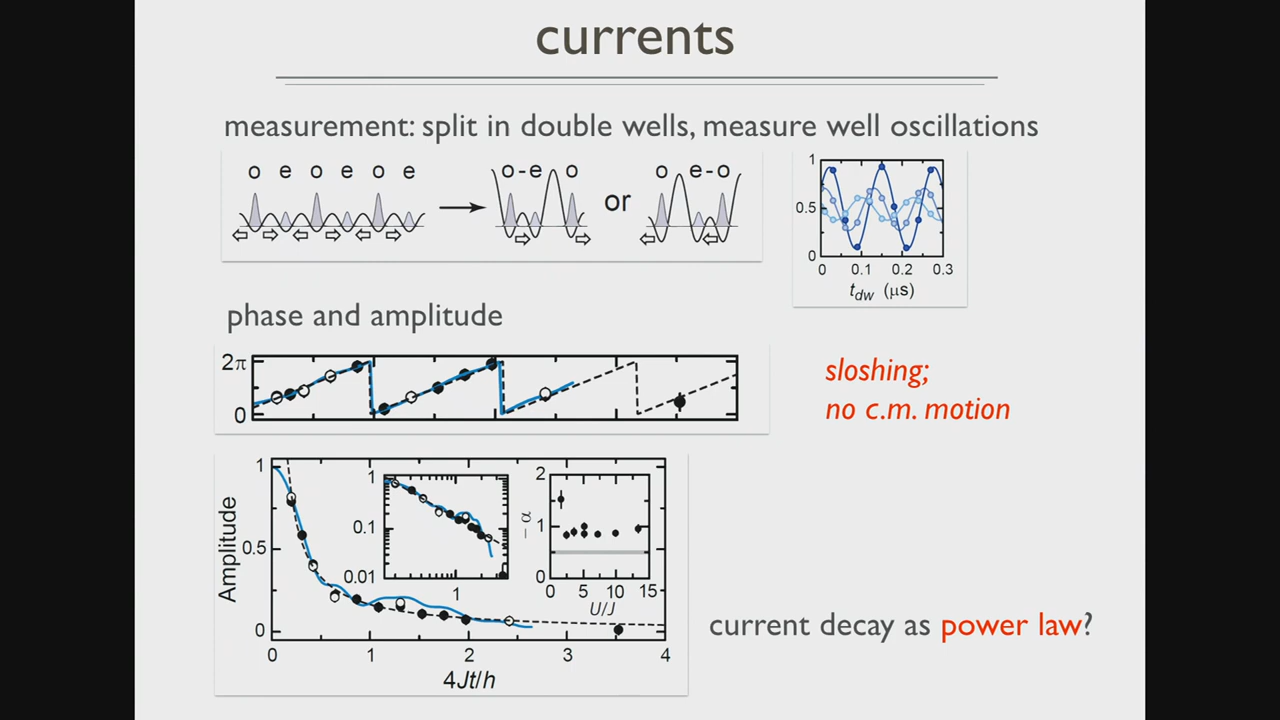 currents
measurement: split in double wells, measure well oscillations
o e o e o e
o-e o
or
o e-o
1
0.5
0
0 0.1 0.2 0.3
t_dw (μs)
phase and amplitude
2π
0
sloshing;
no c.m. motion
Amplitude
1
0.5
0
0 1 2 3 4
4Jt/h
1
0.1
0.01
1
- α
2
1
0
0 5 10 15
U/J
current decay as power law?